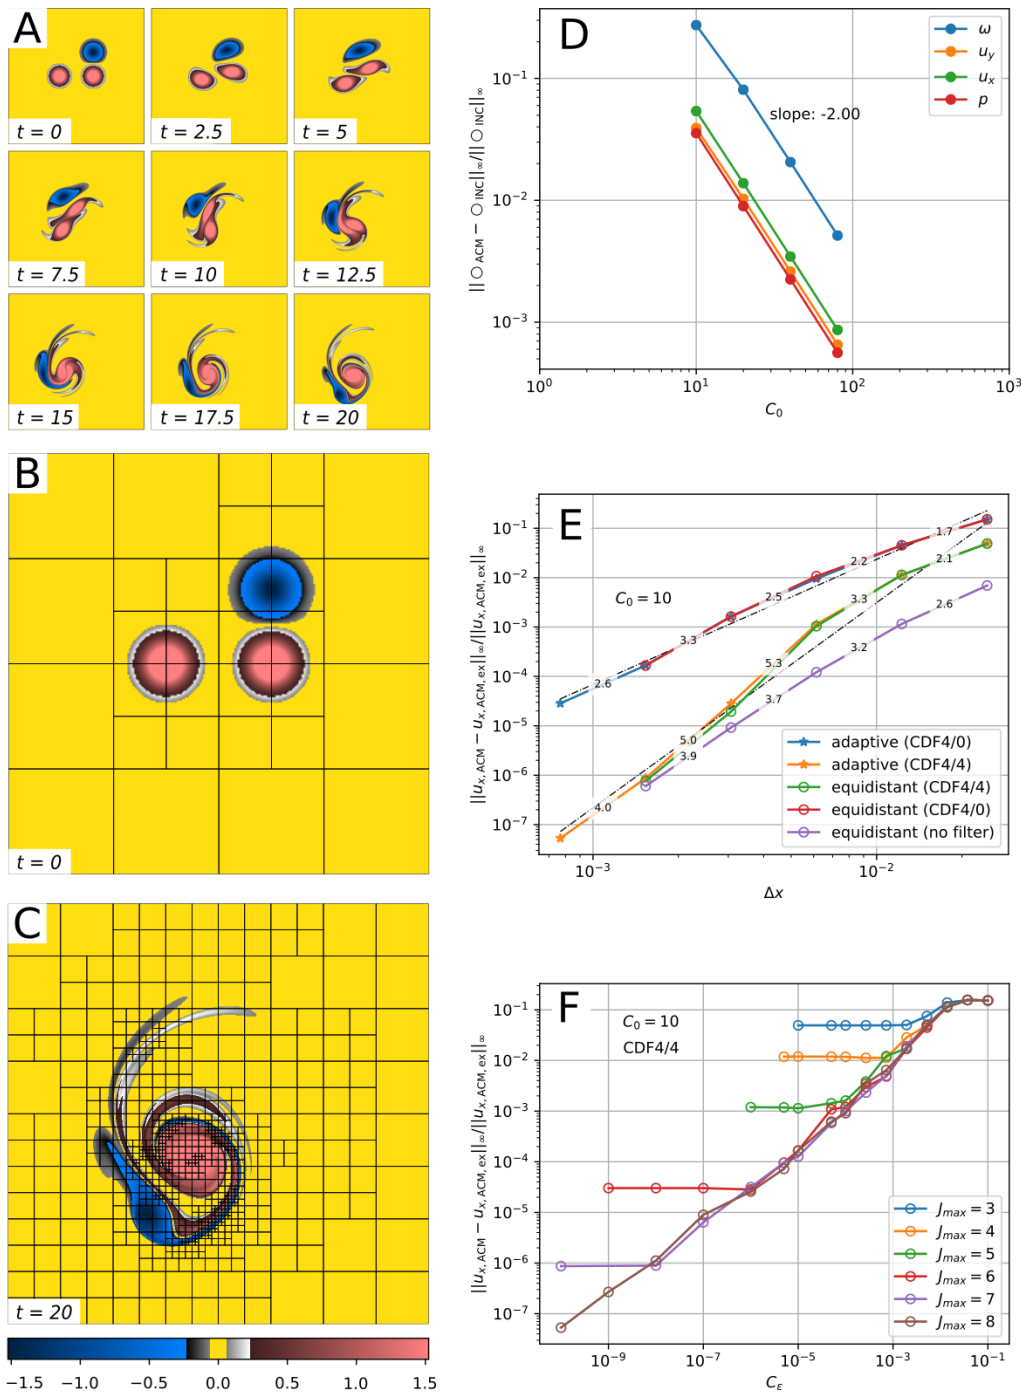 A
t = 0
t = 2.5
t = 5
t = 7.5
t = 10
t = 12.5
t = 15
t = 17.5
t = 20
B
t = 0
C
t = 20
−1.5 −1.0 −0.5 0.0 0.5 1.0 1.5
D
||○ACM − ○INC||∞/||○INC||∞
10⁻¹
10⁻²
10⁻³
slope: -2.00
ω
u_y
u_x
p
10⁰ 10¹ 10² 10³
C₀
E
||u_x,ACM − u_x,ACM,ex||∞/||u_x,ACM,ex||∞
10⁻¹
10⁻²
10⁻³
10⁻⁴
10⁻⁵
10⁻⁶
10⁻⁷
C₀ = 10
1.7
2.2
2.1
2.5
3.3
2.6
3.3
3.2
2.6
5.3
3.7
5.0
3.9
4.0
adaptive (CDF4/0)
adaptive (CDF4/4)
equidistant (CDF4/4)
equidistant (CDF4/0)
equidistant (no filter)
10⁻³ 10⁻²
Δx
F
||u_x,ACM − u_x,ACM,ex||∞/||u_x,ACM,ex||∞
10⁻¹
10⁻²
10⁻³
10⁻⁴
10⁻⁵
10⁻⁶
10⁻⁷
C₀ = 10
CDF4/4
J_max = 3
J_max = 4
J_max = 5
J_max = 6
J_max = 7
J_max = 8
10⁻⁹ 10⁻⁷ 10⁻⁵ 10⁻³ 10⁻¹
C_ε